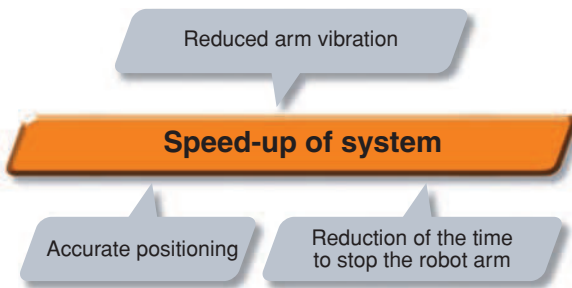 Reduced arm vibration
Speed-up of system
Accurate positioning
Reduction of the time
to stop the robot arm